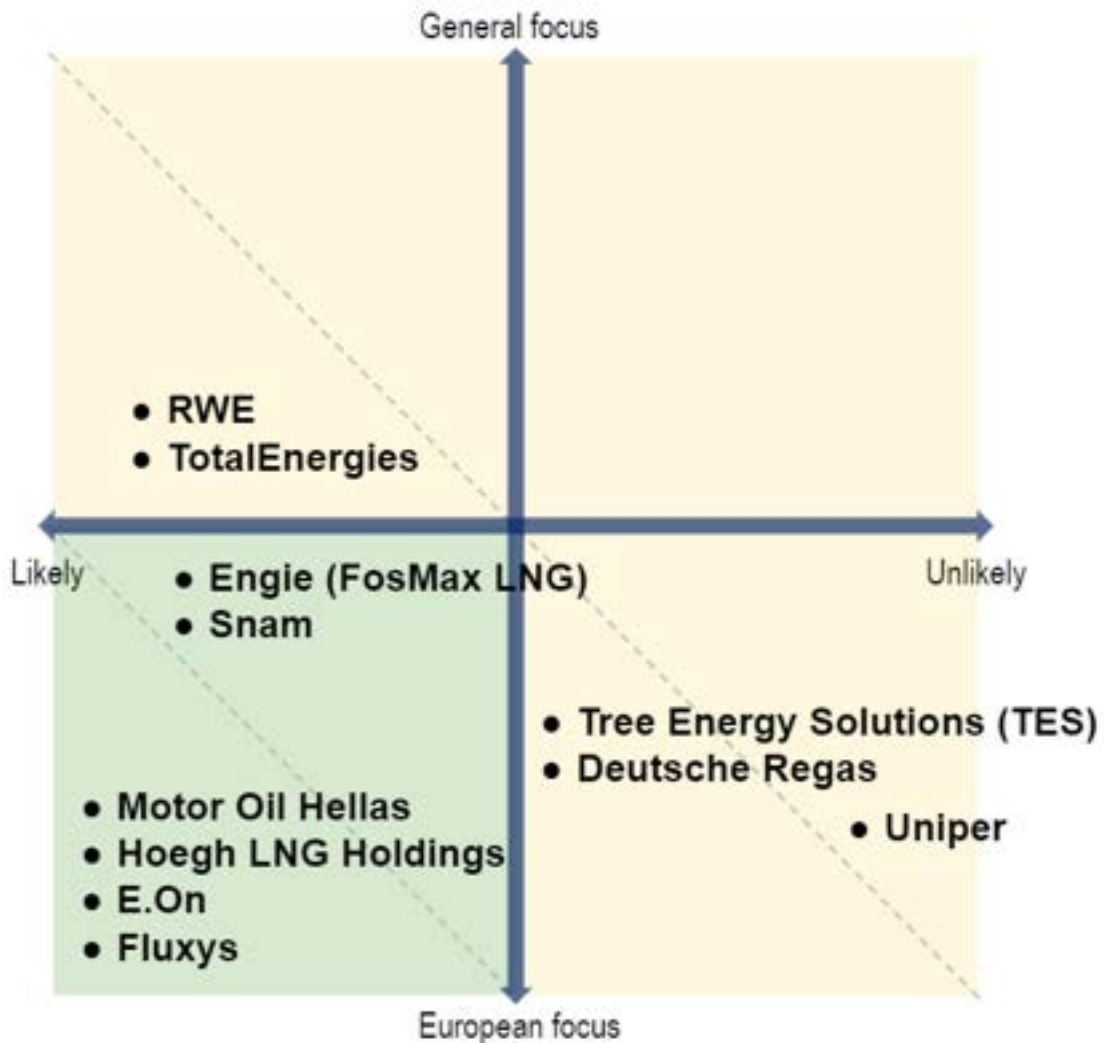 General focus
● RWE
● TotalEnergies
Likely
Unlikely
● Engie (FosMax LNG)
● Snam
● Tree Energy Solutions (TES)
● Deutsche Regas
● Uniper
● Motor Oil Hellas
● Hoegh LNG Holdings
● E.On
● Fluxys
European focus